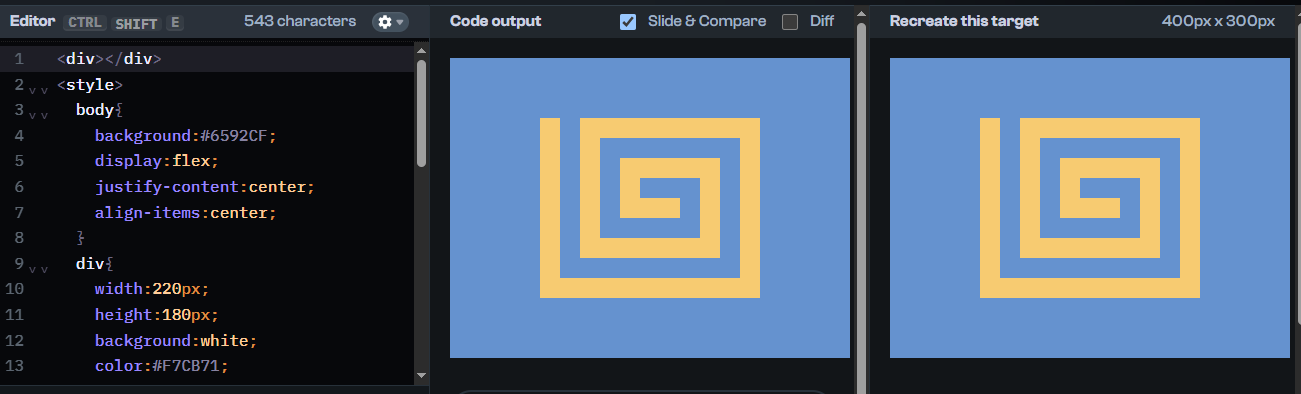 Editor CTRL SHIFT E 543 characters
Code output Slide & Compare Diff
Recreate this target 400px x 300px
1 <div></div>
2 <style>
3 body{
4 background:#6592CF;
5 display:flex;
6 justify-content:center;
7 align-items:center;
8 }
9 div{
10 width:220px;
11 height:180px;
12 background:white;
13 color:#F7CB71;